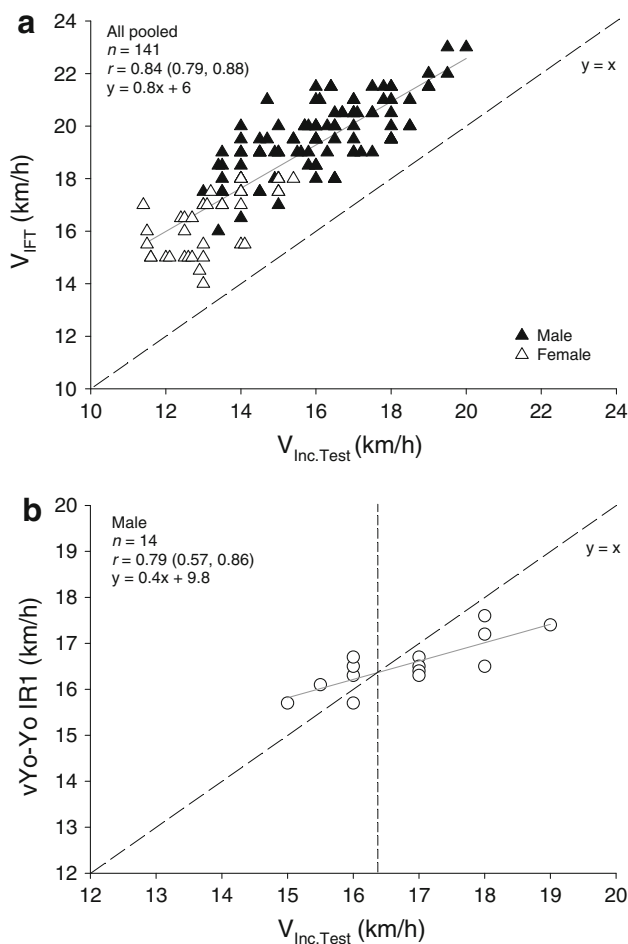 a
All pooled
n = 141
r = 0.84 (0.79, 0.88)
y = 0.8x + 6
y = x
24
22
20
18
16
14
12
10
V_IFT (km/h)
Male
Female
10 12 14 16 18 20 22 24
V_Inc.Test (km/h)
b
Male
n = 14
r = 0.79 (0.57, 0.86)
y = 0.4x + 9.8
y = x
20
19
18
17
16
15
14
13
12
vYo-Yo IR1 (km/h)
12 13 14 15 16 17 18 19 20
V_Inc.Test (km/h)